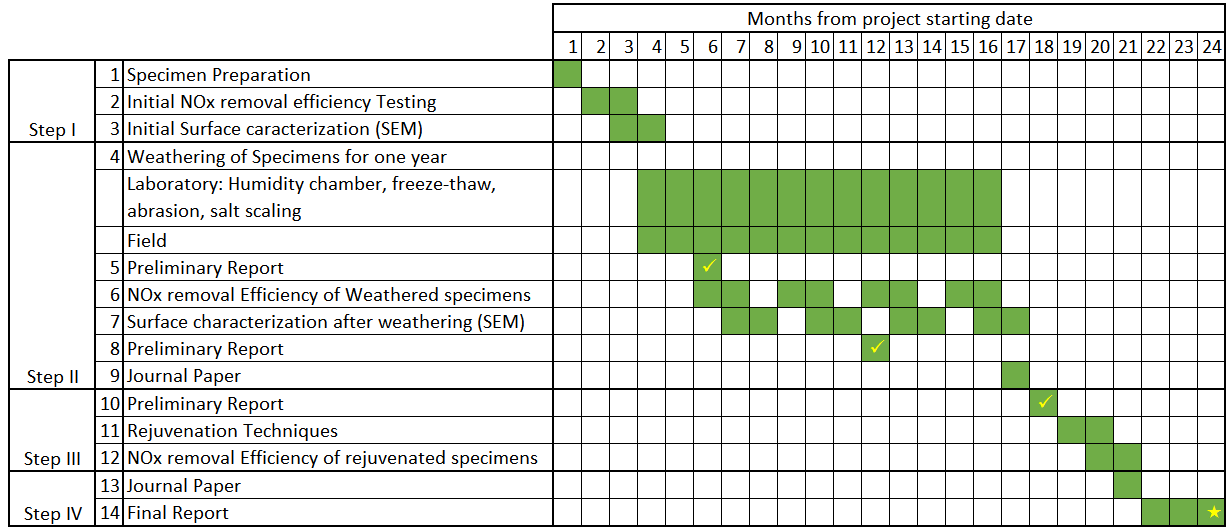 Months from project starting date
1 2 3 4 5 6 7 8 9 10 11 12 13 14 15 16 17 18 19 20 21 22 23 24
1 Specimen Preparation
2 Initial NOx removal efficiency Testing
Step I 3 Initial Surface caracterization (SEM)
4 Weathering of Specimens for one year
Laboratory: Humidity chamber, freeze-thaw,
abrasion, salt scaling
Field
5 Preliminary Report
6 NOx removal Efficiency of Weathered specimens
7 Surface characterization after weathering (SEM)
8 Preliminary Report
Step II 9 Journal Paper
10 Preliminary Report
11 Rejuvenation Techniques
Step III 12 NOx removal Efficiency of rejuvenated specimens
13 Journal Paper
Step IV 14 Final Report